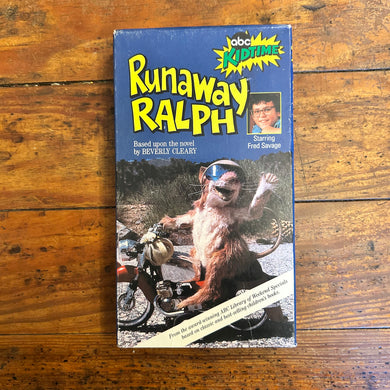 abc
KIDTIME
Runaway
RALPH
Starring
Fred Savage
Based upon the novel
by BEVERLY CLEARY
From the award-winning ABC Library of Weekend Specials
based on classic and best-selling children's books.